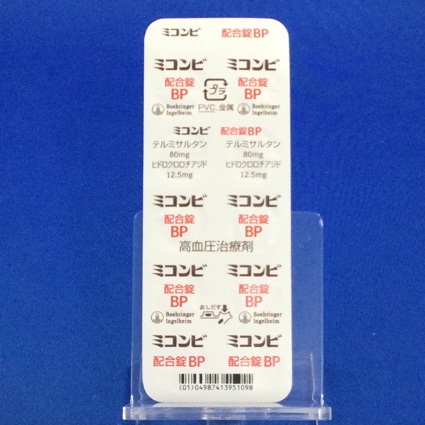 ミコンビ 配合錠BP
ミコンビ ミコンビ
配合錠 配合錠
BP プラ BP
Boehringer Ingelheim PVC,金属 Boehringer Ingelheim
ミコンビ 配合錠BP
テルミサルタン テルミサルタン
80mg 80mg
ヒドロクロロチアジド ヒドロクロロチアジド
12.5mg 12.5mg
ミコンビ ミコンビ
配合錠 配合錠
BP BP
高血圧治療剤
ミコンビ ミコンビ
配合錠 配合錠
BP BP
おしだす
Boehringer Ingelheim Boehringer Ingelheim
ミコンビ ミコンビ
配合錠BP 配合錠BP
(01)04987413951098